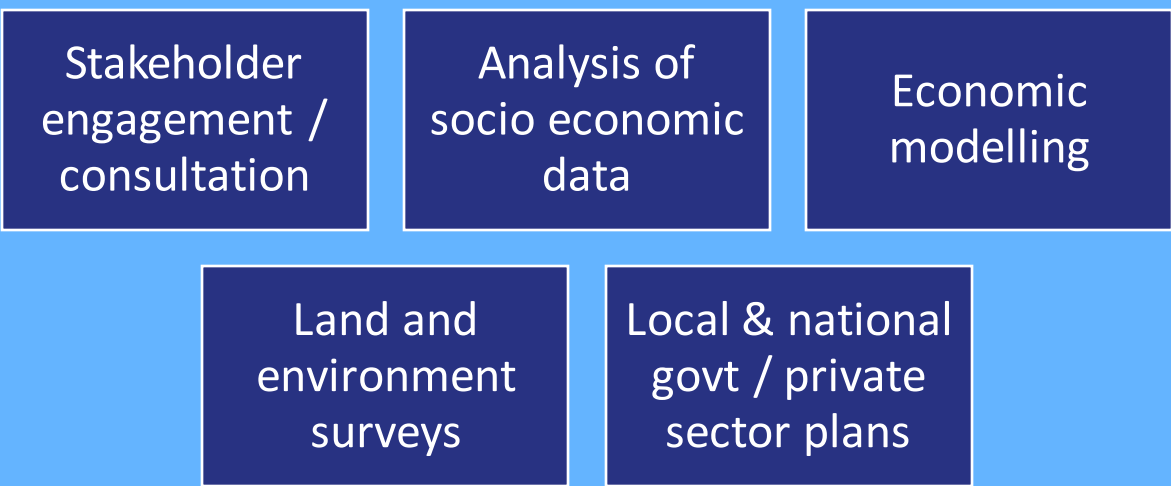 Stakeholder
engagement /
consultation
Analysis of
socio economic
data
Economic
modelling
Land and
environment
surveys
Local & national
govt / private
sector plans